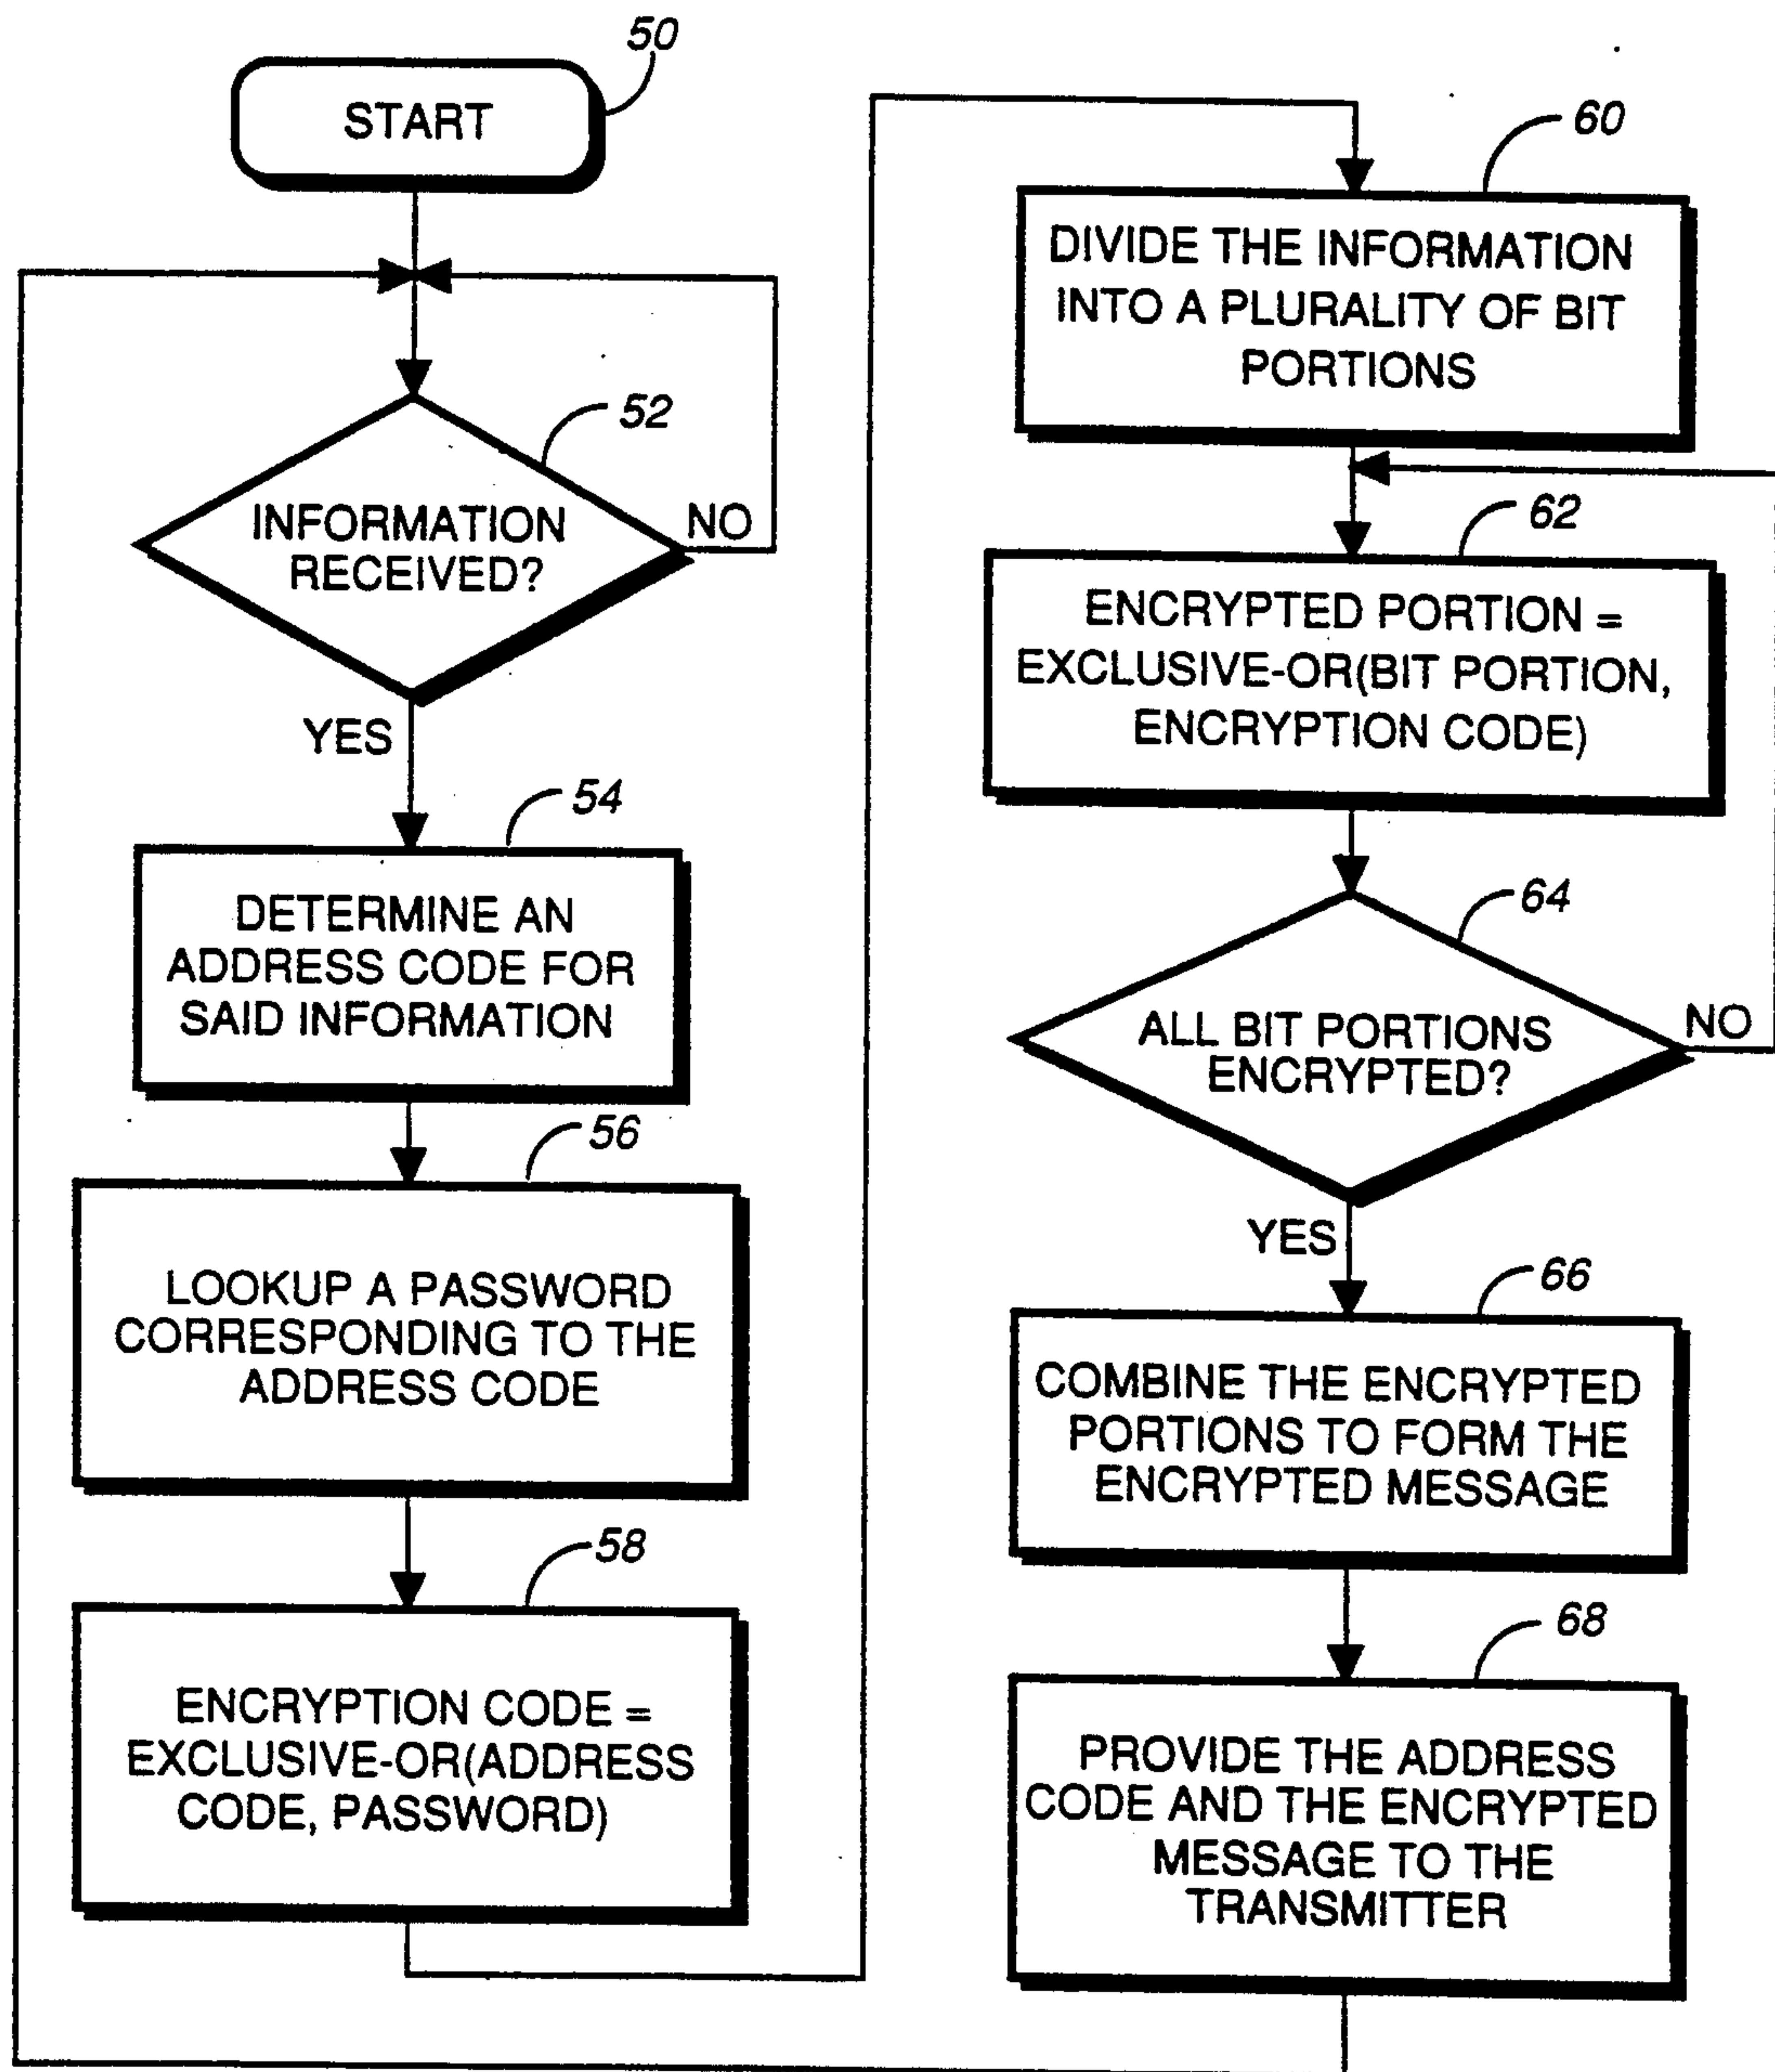 50
START
52
INFORMATION
RECEIVED?
NO
YES
54
DETERMINE AN
ADDRESS CODE FOR
SAID INFORMATION
56
LOOKUP A PASSWORD
CORRESPONDING TO THE
ADDRESS CODE
58
ENCRYPTION CODE =
EXCLUSIVE-OR(ADDRESS
CODE, PASSWORD)
60
DIVIDE THE INFORMATION
INTO A PLURALITY OF BIT
PORTIONS
62
ENCRYPTED PORTION =
EXCLUSIVE-OR(BIT PORTION,
ENCRYPTION CODE)
64
ALL BIT PORTIONS
ENCRYPTED?
NO
YES
66
COMBINE THE ENCRYPTED
PORTIONS TO FORM THE
ENCRYPTED MESSAGE
68
PROVIDE THE ADDRESS
CODE AND THE ENCRYPTED
MESSAGE TO THE
TRANSMITTER